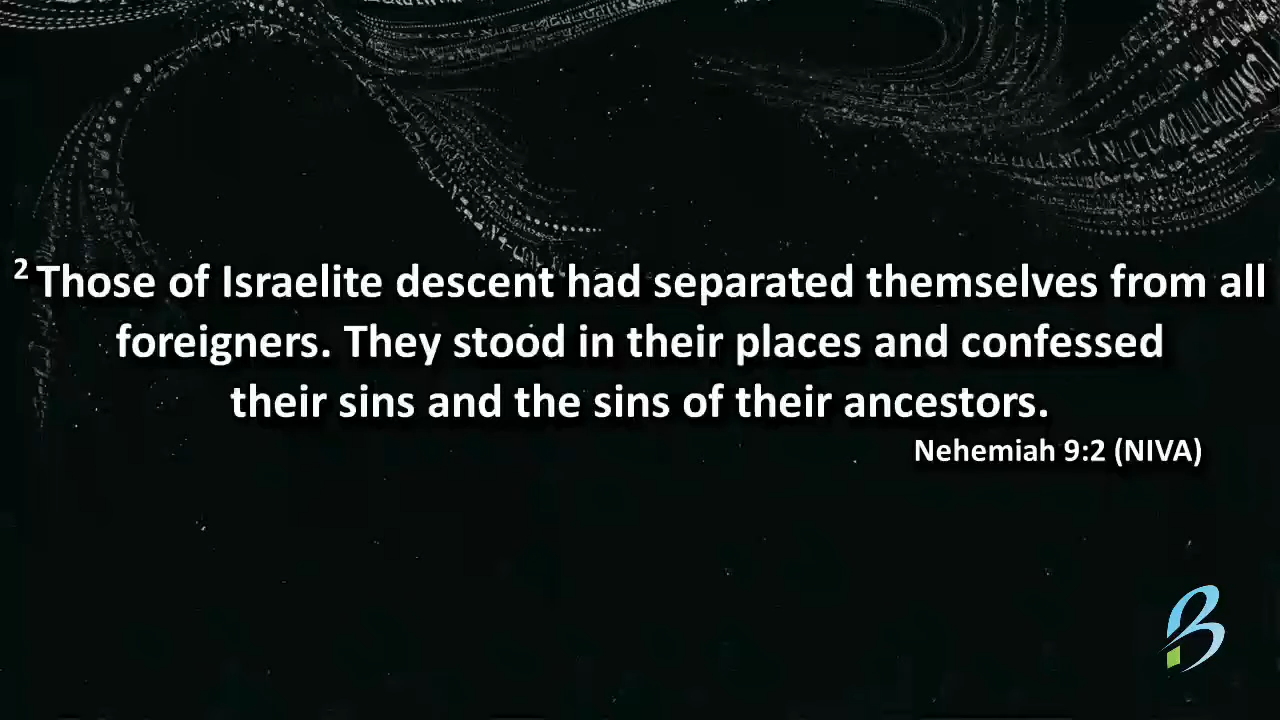 ² Those of Israelite descent had separated themselves from all
foreigners. They stood in their places and confessed
their sins and the sins of their ancestors.
Nehemiah 9:2 (NIVA)